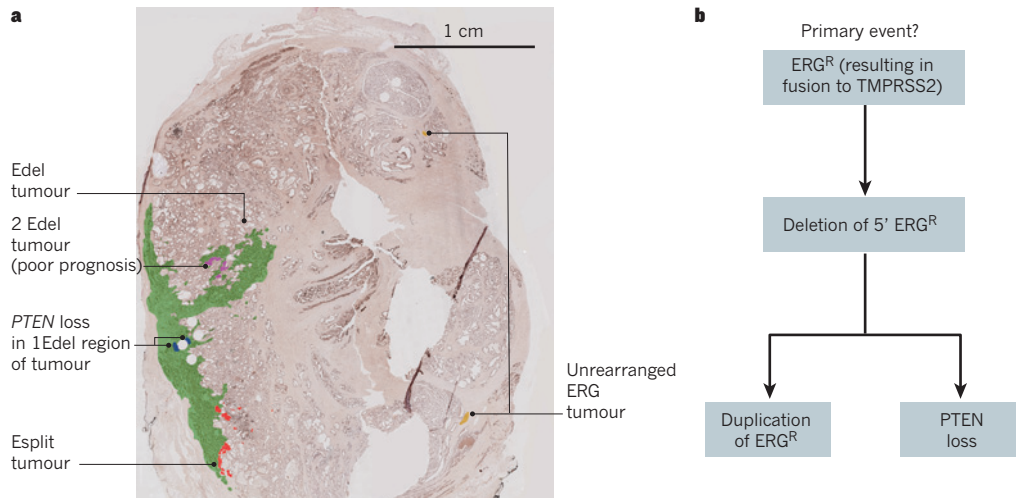 a
1 cm
Edel
tumour
2 Edel
tumour
(poor prognosis)
PTEN loss
in 1Edel region
of tumour
Esplit
tumour
Unrearranged
ERG
tumour
b
Primary event?
ERGᴿ (resulting in
fusion to TMPRSS2)
Deletion of 5’ ERGᴿ
Duplication
of ERGᴿ
PTEN
loss